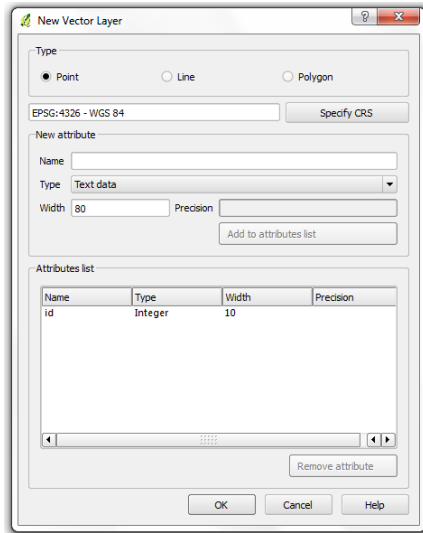 New Vector Layer
Type
Point Line Polygon
EPSG:4326 - WGS 84 Specify CRS
New attribute
Name
Type Text data
Width 80 Precision
Add to attributes list
Attributes list
Name Type Width Precision
id Integer 10
Remove attribute
OK Cancel Help